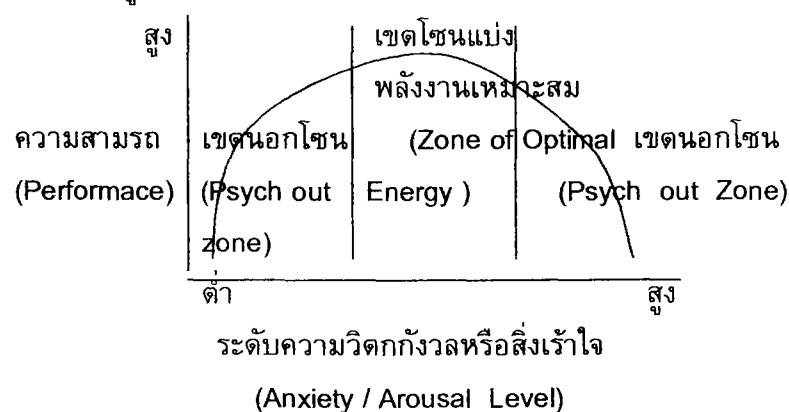 สูง เขตโซนแบ่ง
พลังงานเหมาะสม
ความสามรถ เขตนอกโซน (Zone of Optimal เขตนอกโซน
(Performace) (Psych out Energy ) (Psych out Zone)
zone)
ต่ำ สูง
ระดับความวิตกกังวลหรือสิ่งเร้าใจ
(Anxiety / Arousal Level)